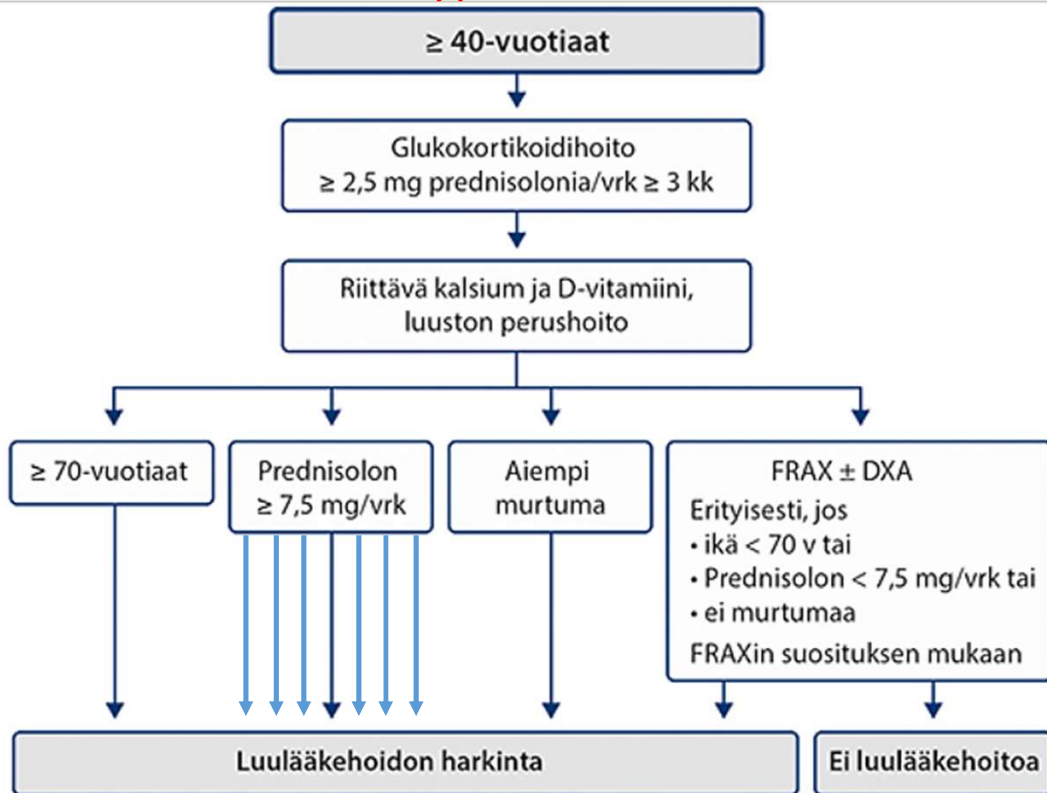 ≥ 40-vuotiaat
Glukokortikoidihoito
≥ 2,5 mg prednisolonia/vrk ≥ 3 kk
Riittävä kalsium ja D-vitamiini,
luuston perushoito
≥ 70-vuotiaat
Prednisolon
≥ 7,5 mg/vrk
Aiempi
murtuma
FRAX ± DXA
Erityisesti, jos
• ikä < 70 v tai
• Prednisolon < 7,5 mg/vrk tai
• ei murtumaa
FRAXin suosituksen mukaan
Luulääkehoidon harkinta
Ei luulääkehoitoa